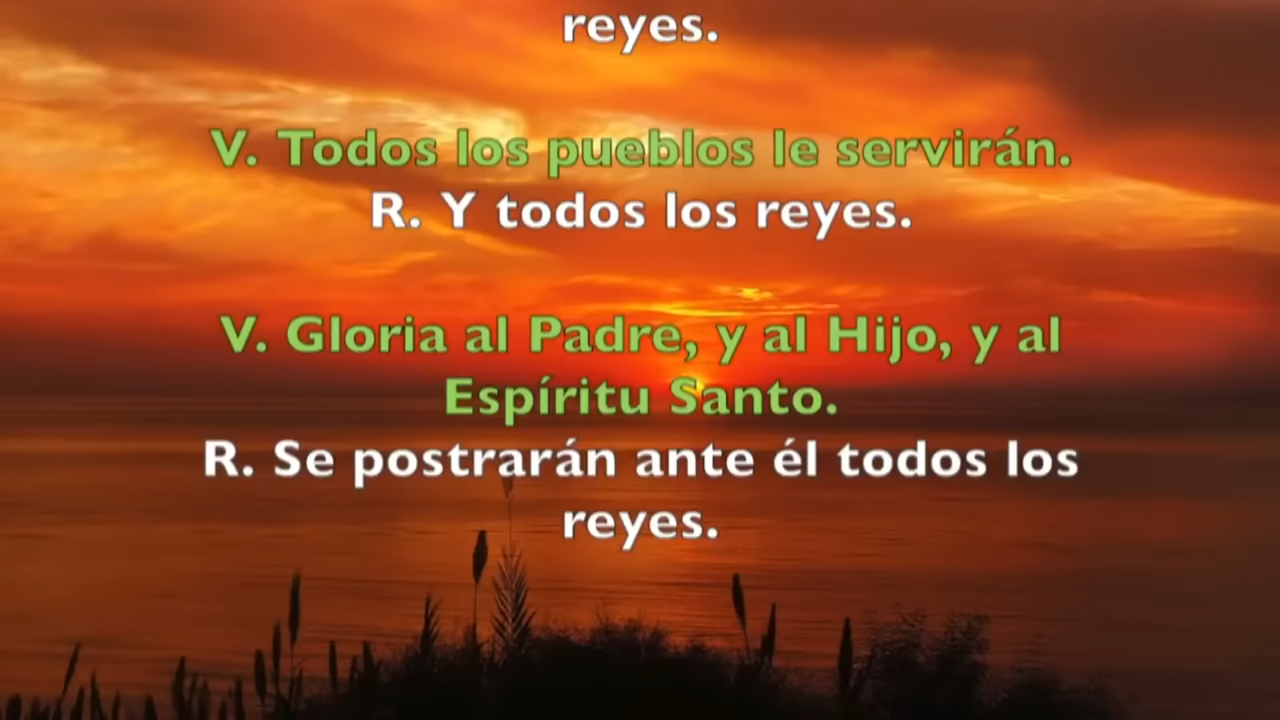 reyes.
V. Todos los pueblos le servirán.
R. Y todos los reyes.
V. Gloria al Padre, y al Hijo, y al
Espíritu Santo.
R. Se postrarán ante él todos los
reyes.